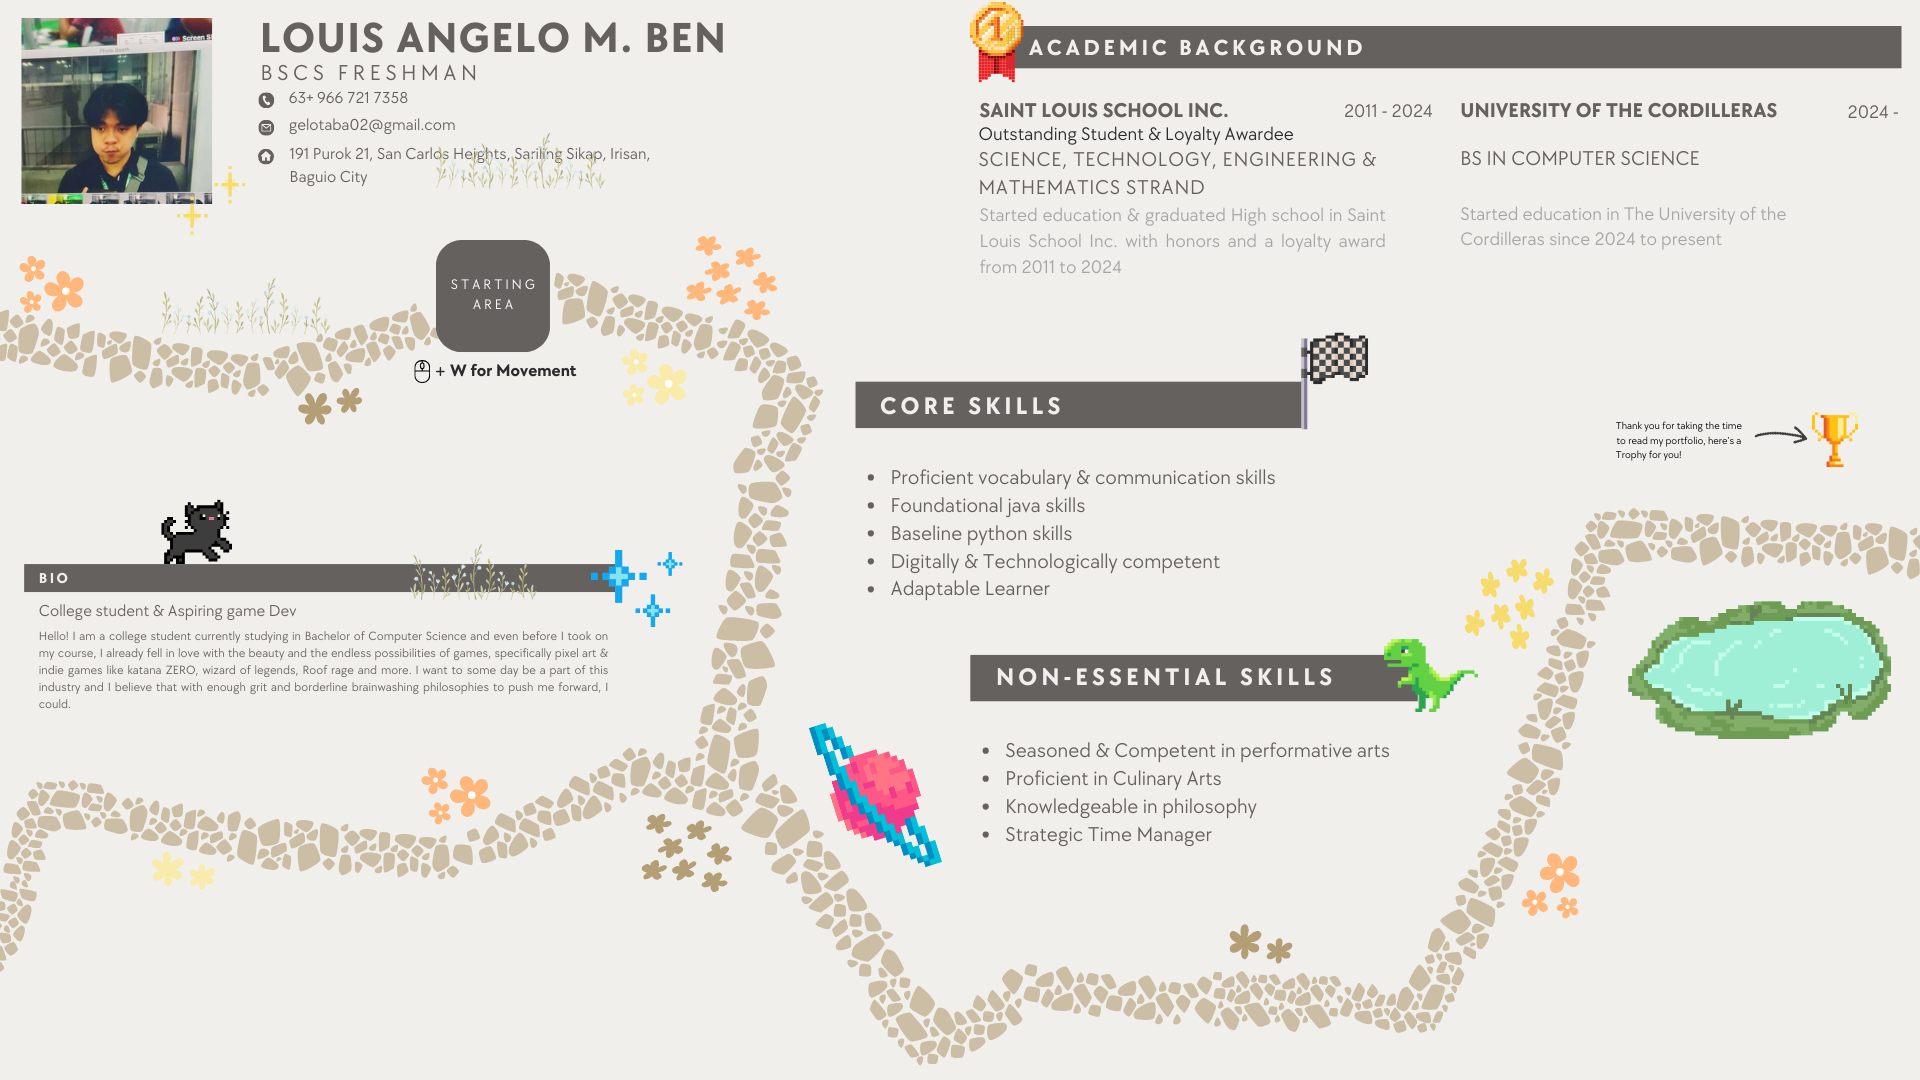 LOUIS ANGELO M. BEN
BSCS FRESHMAN
63+ 966 721 7358
gelotaba02@gmail.com
191 Purok 21, San Carlos Heights, Sariling Sikap, Irisan,
Baguio City
STARTING
AREA
+ W for Movement
BIO
College student & Aspiring game Dev
Hello! I am a college student currently studying in Bachelor of Computer Science and even before I took on
my course, I already fell in love with the beauty and the endless possibilities of games, specifically pixel art &
indie games like katana ZERO, wizard of legends, Roof rage and more. I want to some day be a part of this
industry and I believe that with enough grit and borderline brainwashing philosophies to push me forward, I
could.
ACADEMIC BACKGROUND
SAINT LOUIS SCHOOL INC. 2011 - 2024
Outstanding Student & Loyalty Awardee
SCIENCE, TECHNOLOGY, ENGINEERING &
MATHEMATICS STRAND
Started education & graduated High school in Saint
Louis School Inc. with honors and a loyalty award
from 2011 to 2024
UNIVERSITY OF THE CORDILLERAS 2024 -
BS IN COMPUTER SCIENCE
Started education in The University of the
Cordilleras since 2024 to present
CORE SKILLS
• Proficient vocabulary & communication skills
• Foundational java skills
• Baseline python skills
• Digitally & Technologically competent
• Adaptable Learner
Thank you for taking the time
to read my portfolio, here's a
Trophy for you!
NON-ESSENTIAL SKILLS
• Seasoned & Competent in performative arts
• Proficient in Culinary Arts
• Knowledgeable in philosophy
• Strategic Time Manager